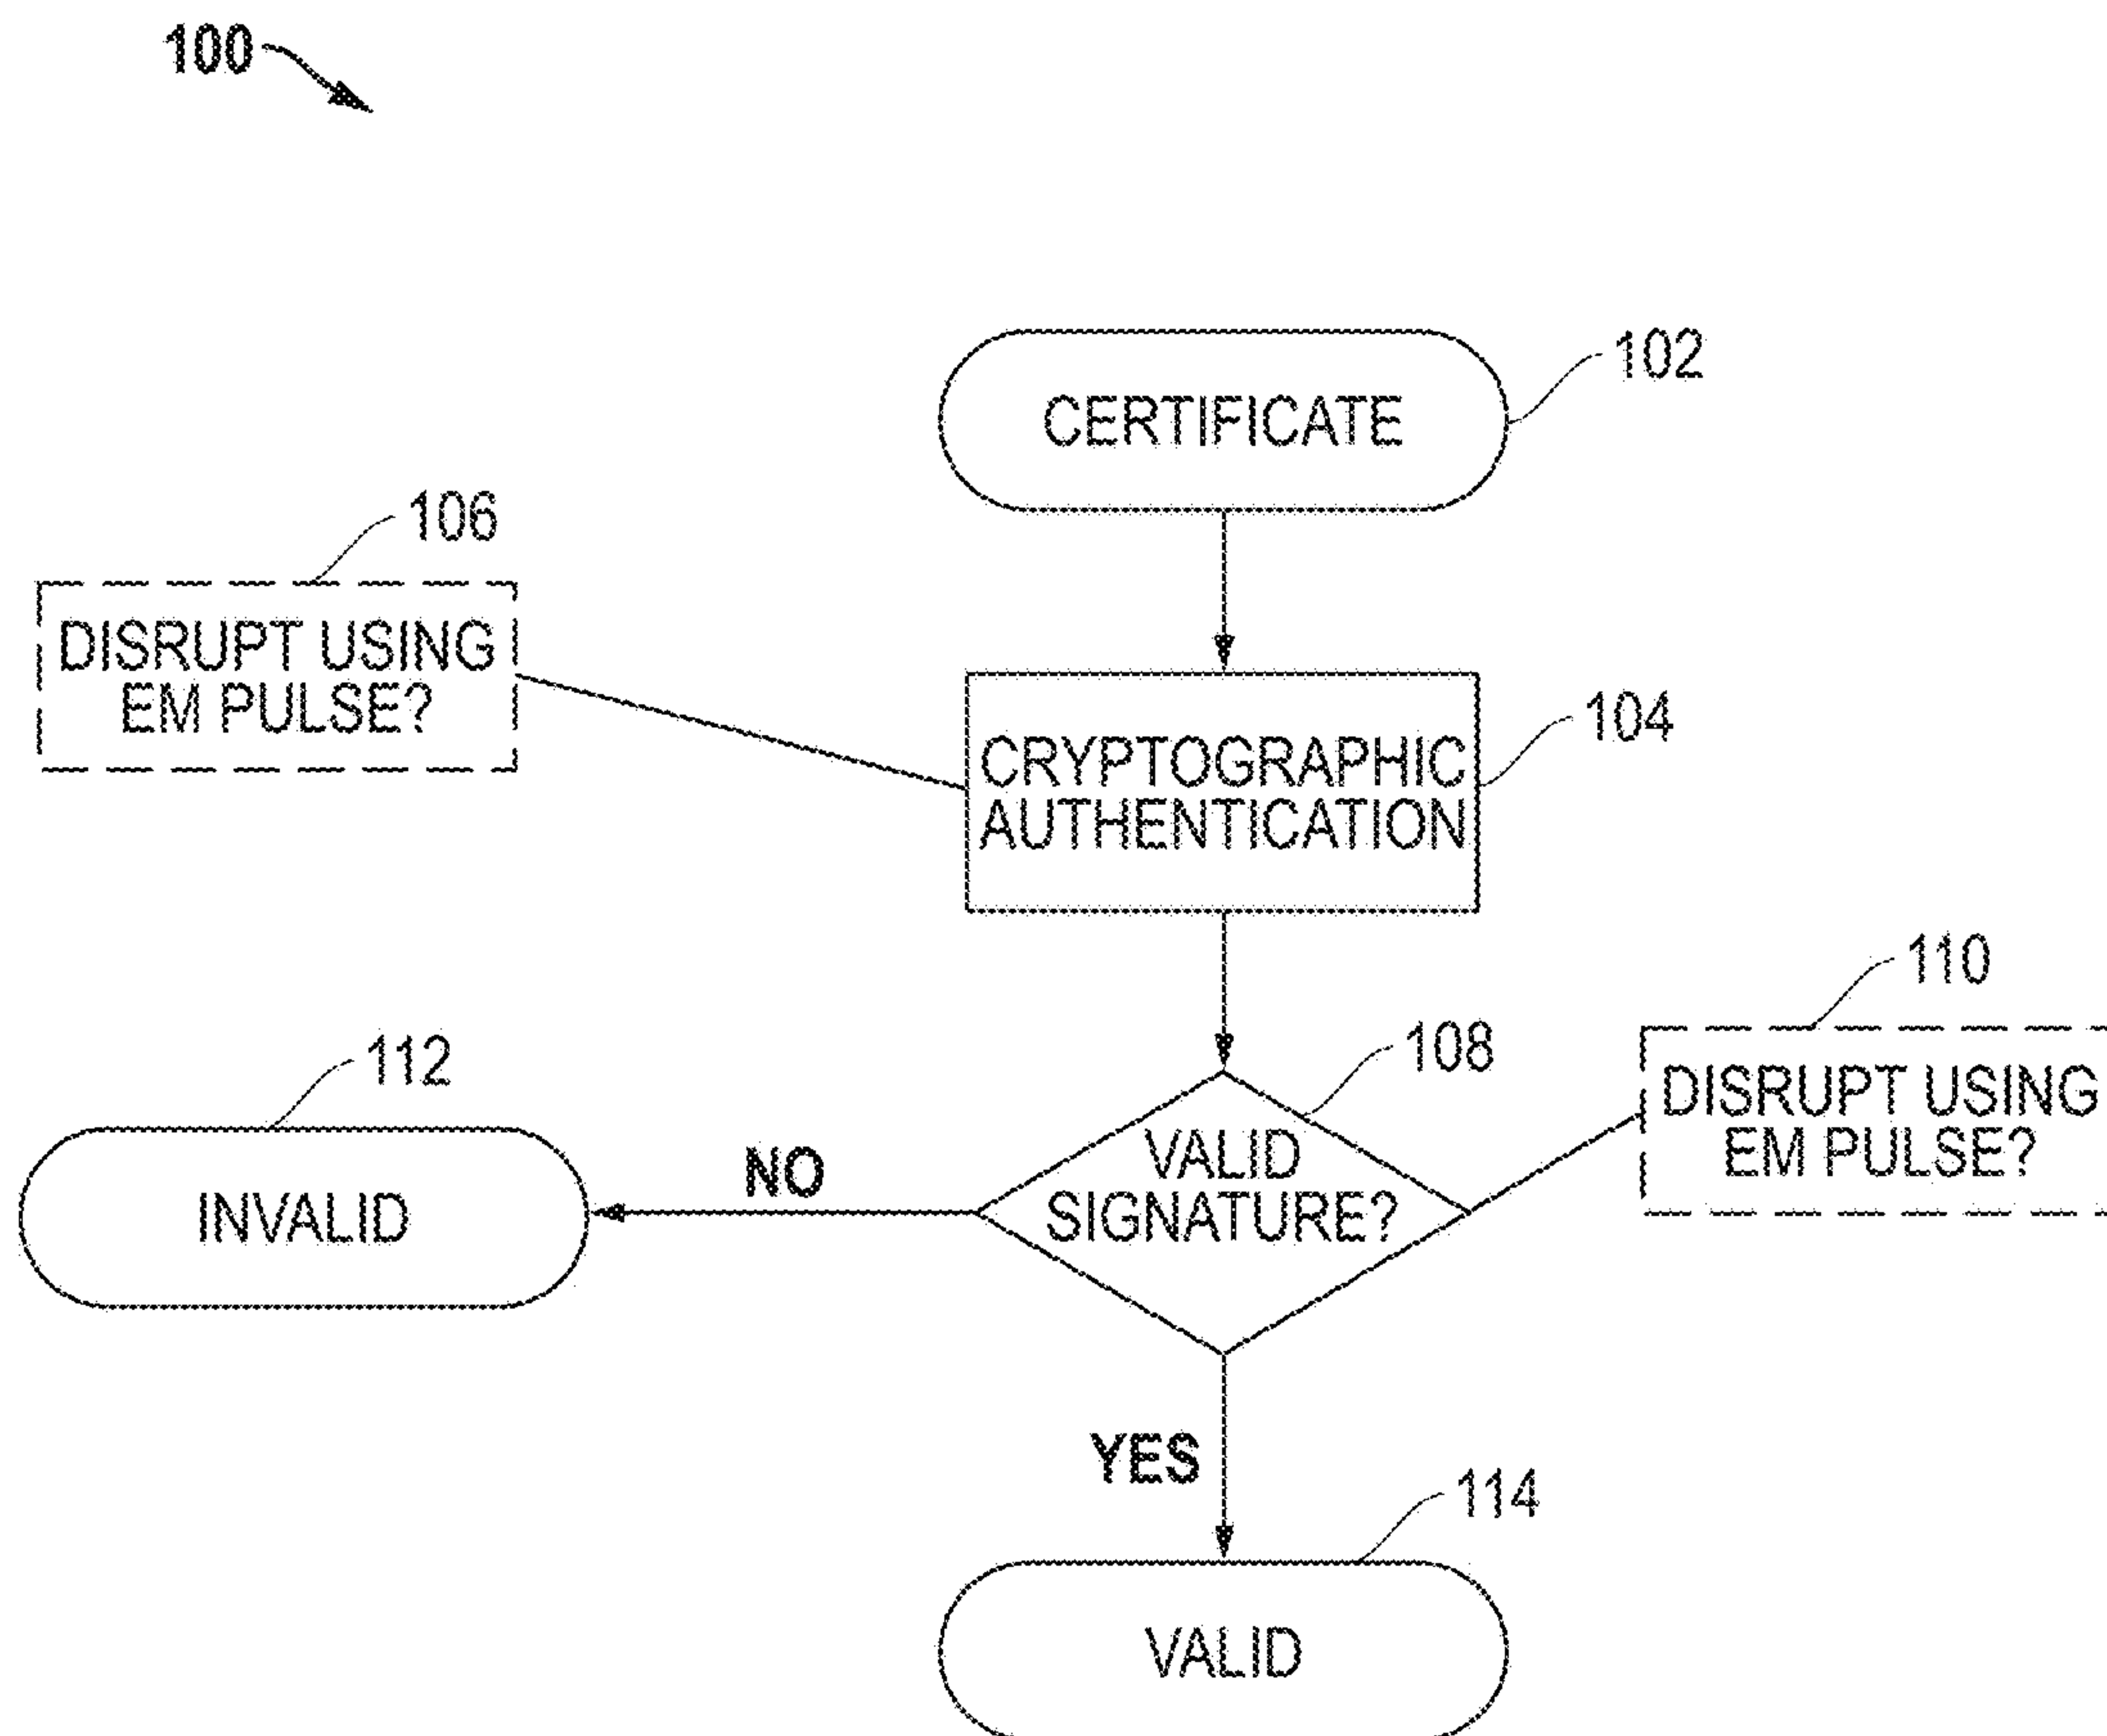 100
CERTIFICATE
102
106
DISRUPT USING
EM PULSE?
CRYPTOGRAPHIC
AUTHENTICATION
104
110
DISRUPT USING
EM PULSE?
108
VALID
SIGNATURE?
112
INVALID
NO
YES
114
VALID